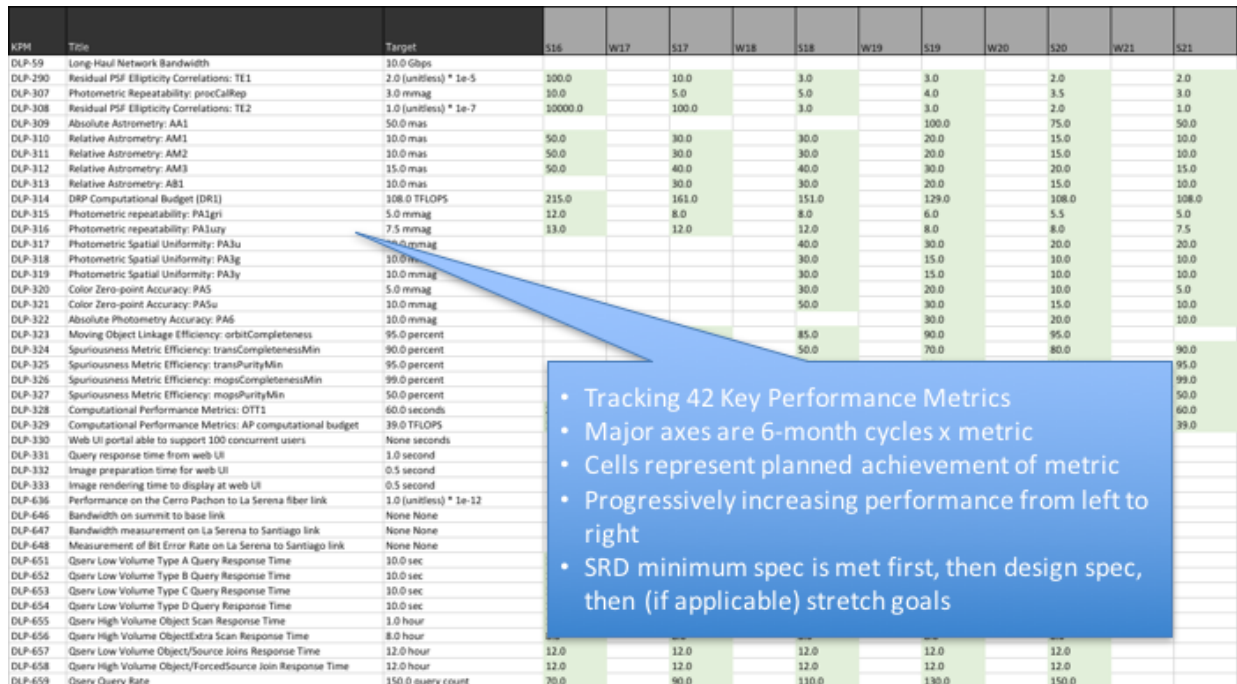 KPM Title Target S16 W17 S17 W18 S18 W19 S19 W20 S20 W21 S21
DLP-59 Long-Haul Network Bandwidth 10.0 Gbps
DLP-290 Residual PSF Ellipticity Correlations: TE1 2.0 (unitless) * 1e-5 100.0 10.0 3.0 3.0 2.0 2.0
DLP-307 Photometric Repeatability: procCalRep 3.0 mmag 10.0 5.0 5.0 4.0 3.5 3.0
DLP-308 Residual PSF Ellipticity Correlations: TE2 1.0 (unitless) * 1e-7 10000.0 100.0 3.0 3.0 2.0 1.0
DLP-309 Absolute Astrometry: AA1 50.0 mas 100.0 75.0 50.0
DLP-310 Relative Astrometry: AM1 10.0 mas 50.0 30.0 30.0 20.0 15.0 10.0
DLP-311 Relative Astrometry: AM2 10.0 mas 50.0 30.0 30.0 20.0 15.0 10.0
DLP-312 Relative Astrometry: AM3 15.0 mas 50.0 40.0 40.0 30.0 20.0 15.0
DLP-313 Relative Astrometry: AB1 10.0 mas 30.0 30.0 20.0 15.0 10.0
DLP-314 DRP Computational Budget (DR1) 108.0 TFLOPS 215.0 161.0 151.0 129.0 108.0 108.0
DLP-315 Photometric repeatability: PA1gri 5.0 mmag 12.0 8.0 8.0 6.0 5.5 5.0
DLP-316 Photometric repeatability: PA1uzy 7.5 mmag 13.0 12.0 12.0 8.0 8.0 7.5
DLP-317 Photometric Spatial Uniformity: PA3u mmag 40.0 30.0 20.0 20.0
DLP-318 Photometric Spatial Uniformity: PA3g 10.0 30.0 15.0 10.0 10.0
DLP-319 Photometric Spatial Uniformity: PA3y 10.0 mmag 30.0 15.0 10.0 10.0
DLP-320 Color Zero-point Accuracy: PA5 5.0 mmag 30.0 20.0 10.0 5.0
DLP-321 Color Zero-point Accuracy: PA5u 10.0 mmag 50.0 30.0 15.0 10.0
DLP-322 Absolute Photometry Accuracy: PA6 10.0 mmag 30.0 20.0 10.0
DLP-323 Moving Object Linkage Efficiency: orbitCompleteness 95.0 percent 85.0 90.0 95.0
DLP-324 Spuriousness Metric Efficiency: transCompletenessMin 90.0 percent 50.0 70.0 80.0 90.0
DLP-325 Spuriousness Metric Efficiency: transPurityMin 95.0 percent 95.0
DLP-326 Spuriousness Metric Efficiency: mopsCompletenessMin 99.0 percent 99.0
DLP-327 Spuriousness Metric Efficiency: mopsPurityMin 50.0 percent 50.0
DLP-328 Computational Performance Metrics: OTT1 60.0 seconds 60.0
DLP-329 Computational Performance Metrics: AP computational budget 39.0 TFLOPS 39.0
DLP-330 Web UI portal able to support 100 concurrent users None seconds
DLP-331 Query response time from web UI 1.0 second
DLP-332 Image preparation time for web UI 0.5 second
DLP-333 Image rendering time to display at web UI 0.5 second
DLP-636 Performance on the Cerro Pachon to La Serena fiber link 1.0 (unitless) * 1e-12
DLP-646 Bandwidth on summit to base link None None
DLP-647 Bandwidth measurement on La Serena to Santiago link None None
DLP-648 Measurement of Bit Error Rate on La Serena to Santiago link None None
DLP-651 Qserv Low Volume Type A Query Response Time 10.0 sec
DLP-652 Qserv Low Volume Type B Query Response Time 10.0 sec
DLP-653 Qserv Low Volume Type C Query Response Time 10.0 sec
DLP-654 Qserv Low Volume Type D Query Response Time 10.0 sec
DLP-655 Qserv High Volume Object Scan Response Time 1.0 hour
DLP-656 Qserv High Volume ObjectExtra Scan Response Time 8.0 hour
DLP-657 Qserv Low Volume Object/Source Joins Response Time 12.0 hour 12.0 12.0 12.0 12.0 12.0
DLP-658 Qserv High Volume Object/ForcedSource Join Response Time 12.0 hour 12.0 12.0 12.0 12.0 12.0
DLP-659 Qserv Query Rate 150.0 query count 70.0 90.0 110.0 130.0 150.0
• Tracking 42 Key Performance Metrics
• Major axes are 6-month cycles x metric
• Cells represent planned achievement of metric
• Progressively increasing performance from left to
right
• SRD minimum spec is met first, then design spec,
then (if applicable) stretch goals